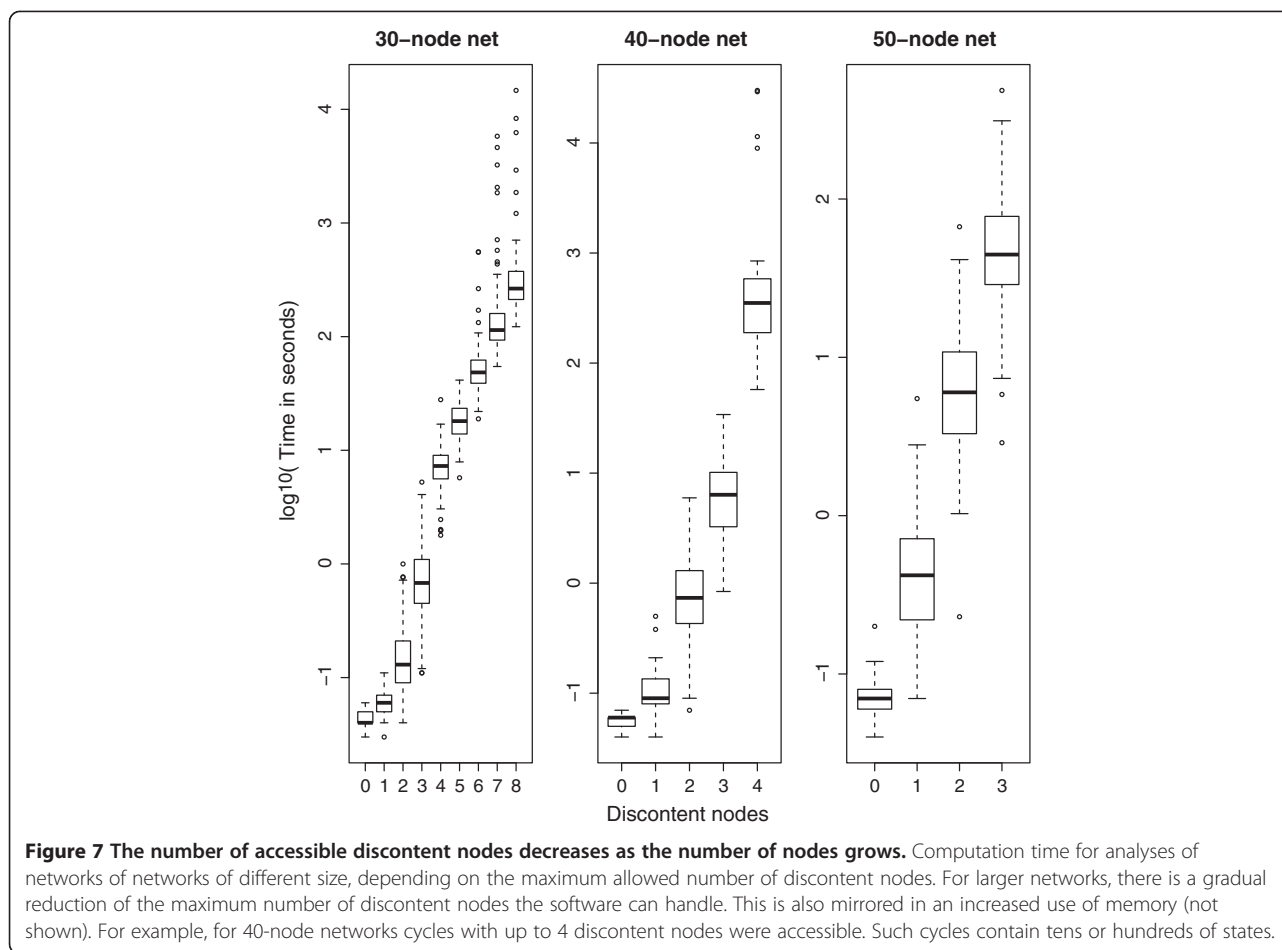 30−node net
40−node net
50−node net
log10( Time in seconds)
4
3
2
1
0
−1
0 1 2 3 4 5 6 7 8
4
3
2
1
0
−1
0 1 2 3 4
2
1
0
−1
0 1 2 3
Discontent nodes
Figure 7 The number of accessible discontent nodes decreases as the number of nodes grows. Computation time for analyses of
networks of networks of different size, depending on the maximum allowed number of discontent nodes. For larger networks, there is a gradual
reduction of the maximum number of discontent nodes the software can handle. This is also mirrored in an increased use of memory (not
shown). For example, for 40-node networks cycles with up to 4 discontent nodes were accessible. Such cycles contain tens or hundreds of states.